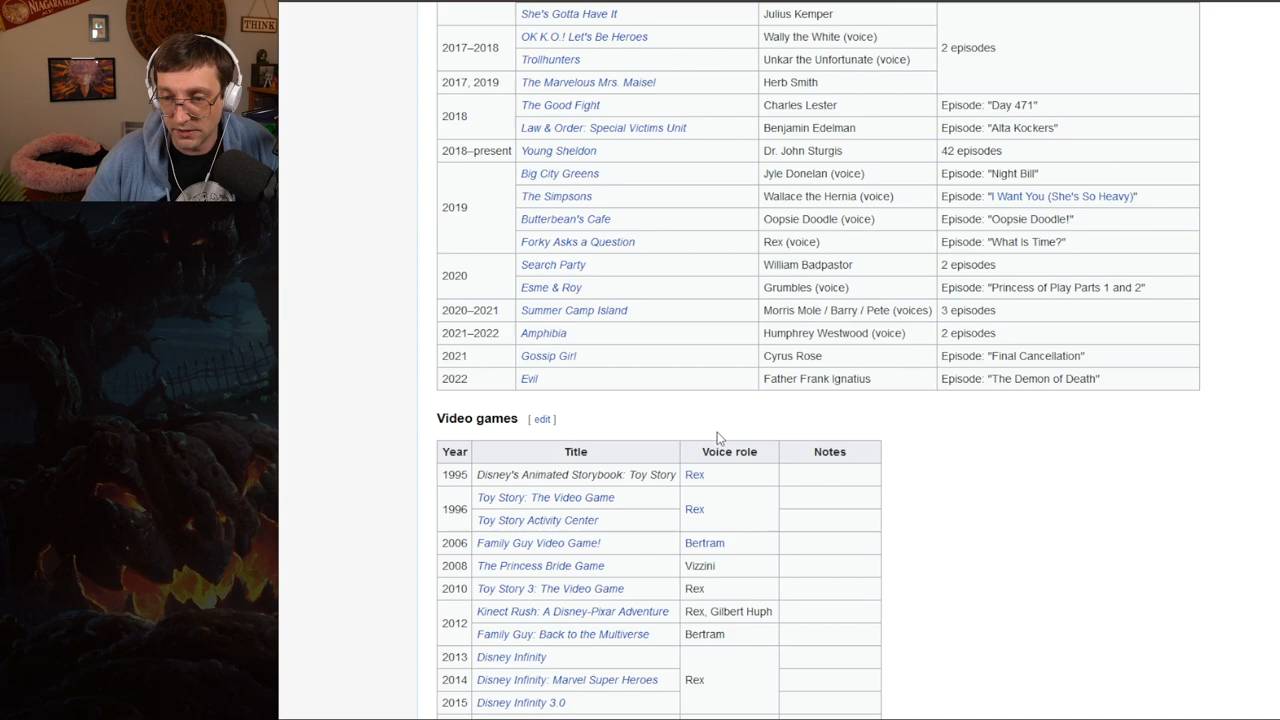 NIAGARA FALLS
THINK
She's Gotta Have It Julius Kemper
2017–2018 OK K.O.! Let's Be Heroes Wally the White (voice) 2 episodes
Trollhunters Unkar the Unfortunate (voice)
2017, 2019 The Marvelous Mrs. Maisel Herb Smith
2018 The Good Fight Charles Lester Episode: "Day 471"
Law & Order: Special Victims Unit Benjamin Edelman Episode: "Alta Kockers"
2018–present Young Sheldon Dr. John Sturgis 42 episodes
2019 Big City Greens Jyle Donelan (voice) Episode: "Night Bill"
The Simpsons Wallace the Hernia (voice) Episode: "I Want You (She's So Heavy)"
Butterbean's Cafe Oopsie Doodle (voice) Episode: "Oopsie Doodle!"
Forky Asks a Question Rex (voice) Episode: "What Is Time?"
2020 Search Party William Badpastor 2 episodes
Esme & Roy Grumbles (voice) Episode: "Princess of Play Parts 1 and 2"
2020–2021 Summer Camp Island Morris Mole / Barry / Pete (voices) 3 episodes
2021–2022 Amphibia Humphrey Westwood (voice) 2 episodes
2021 Gossip Girl Cyrus Rose Episode: "Final Cancellation"
2022 Evil Father Frank Ignatius Episode: "The Demon of Death"
Video games [ edit ]
Year Title Voice role Notes
1995 Disney's Animated Storybook: Toy Story Rex
1996 Toy Story: The Video Game Rex
Toy Story Activity Center
2006 Family Guy Video Game! Bertram
2008 The Princess Bride Game Vizzini
2010 Toy Story 3: The Video Game Rex
2012 Kinect Rush: A Disney-Pixar Adventure Rex, Gilbert Huph
Family Guy: Back to the Multiverse Bertram
2013 Disney Infinity Rex
2014 Disney Infinity: Marvel Super Heroes
2015 Disney Infinity 3.0